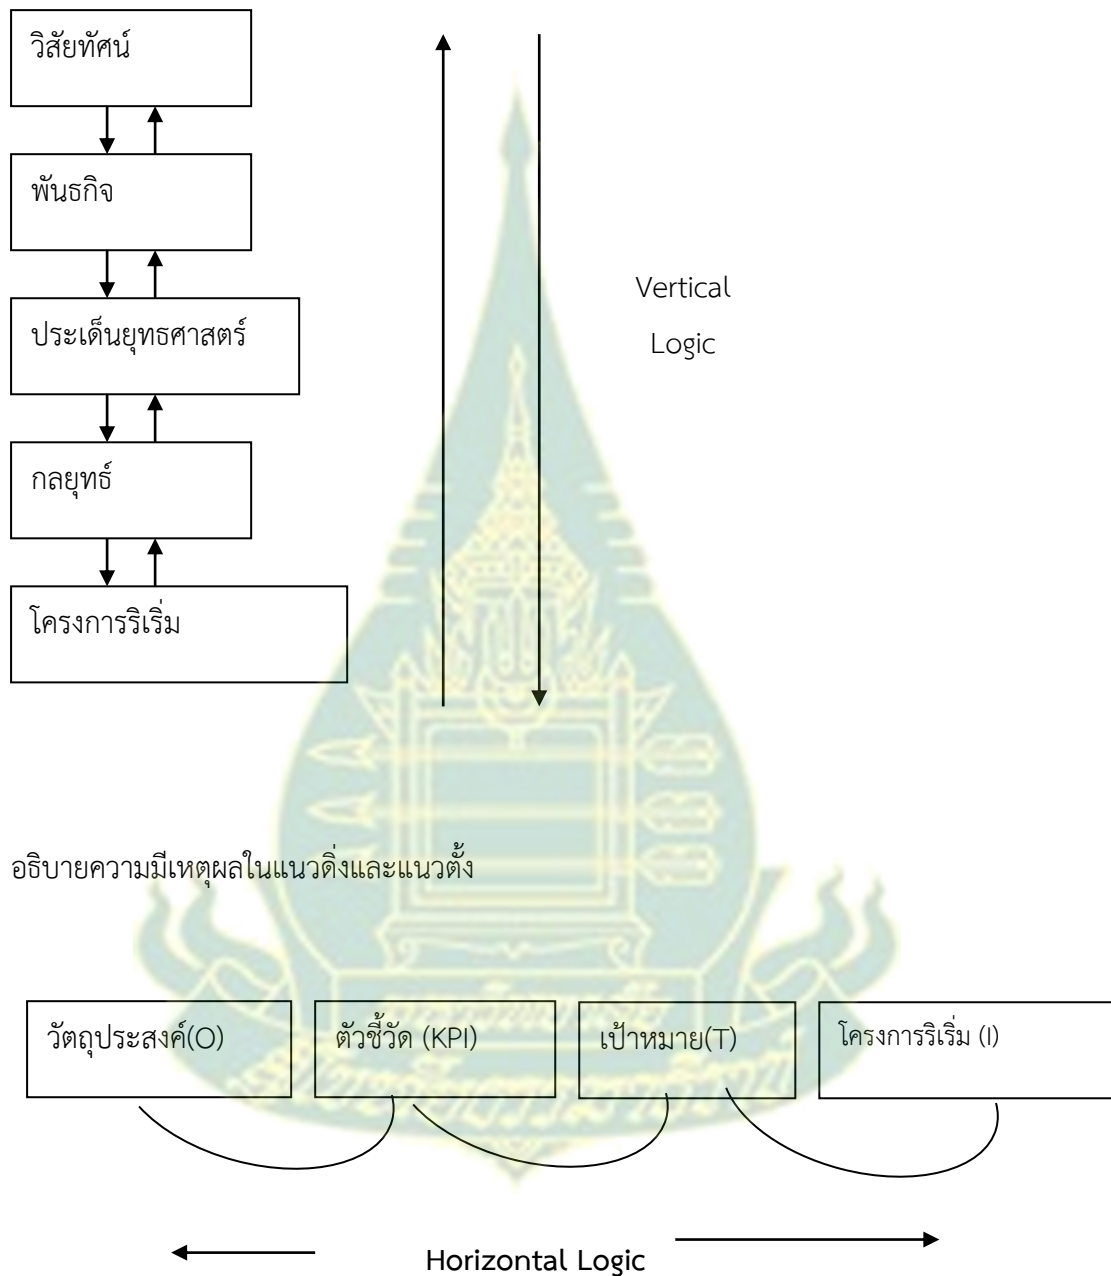 วิสัยทัศน์
พันธกิจ
ประเด็นยุทธศาสตร์
กลยุทธ์
โครงการริเริ่ม
Vertical
Logic
อธิบายความมีเหตุผลในแนวดิ่งและแนวตั้ง
วัตถุประสงค์(O)
ตัวชี้วัด (KPI)
เป้าหมาย(T)
โครงการริเริ่ม (I)
Horizontal Logic